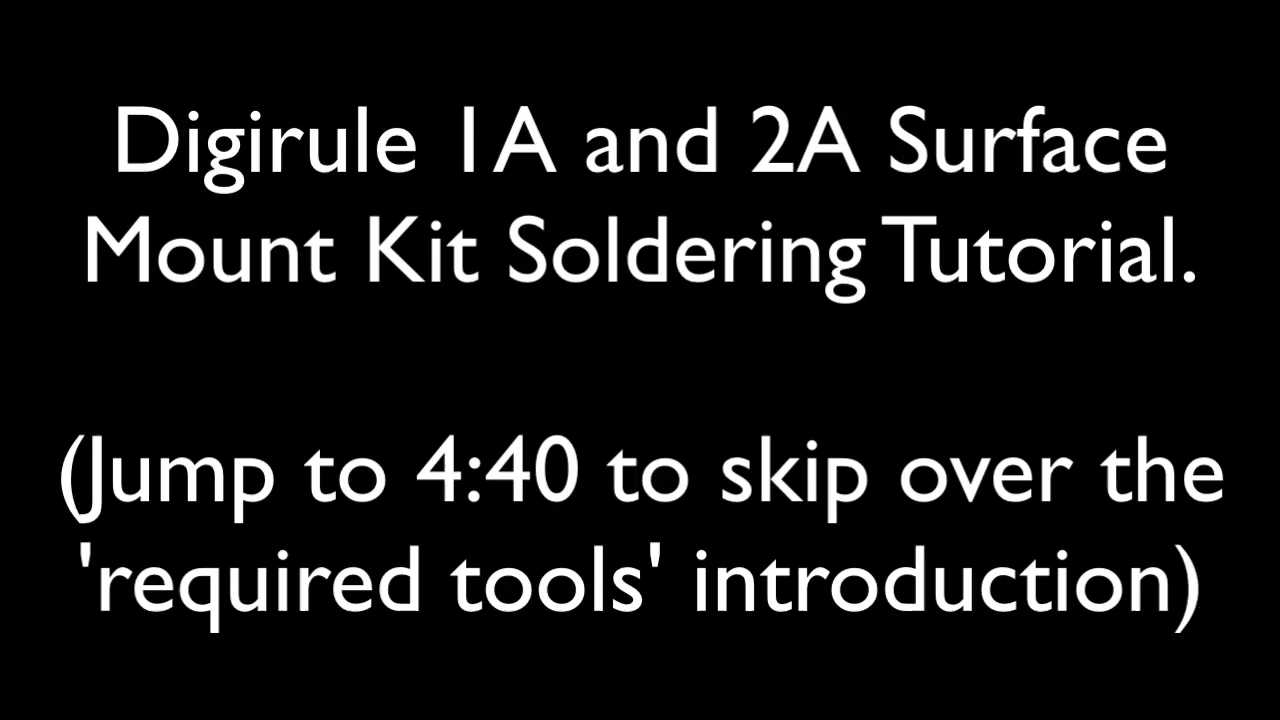 Digirule 1A and 2A Surface
Mount Kit Soldering Tutorial.
(Jump to 4:40 to skip over the
'required tools' introduction)